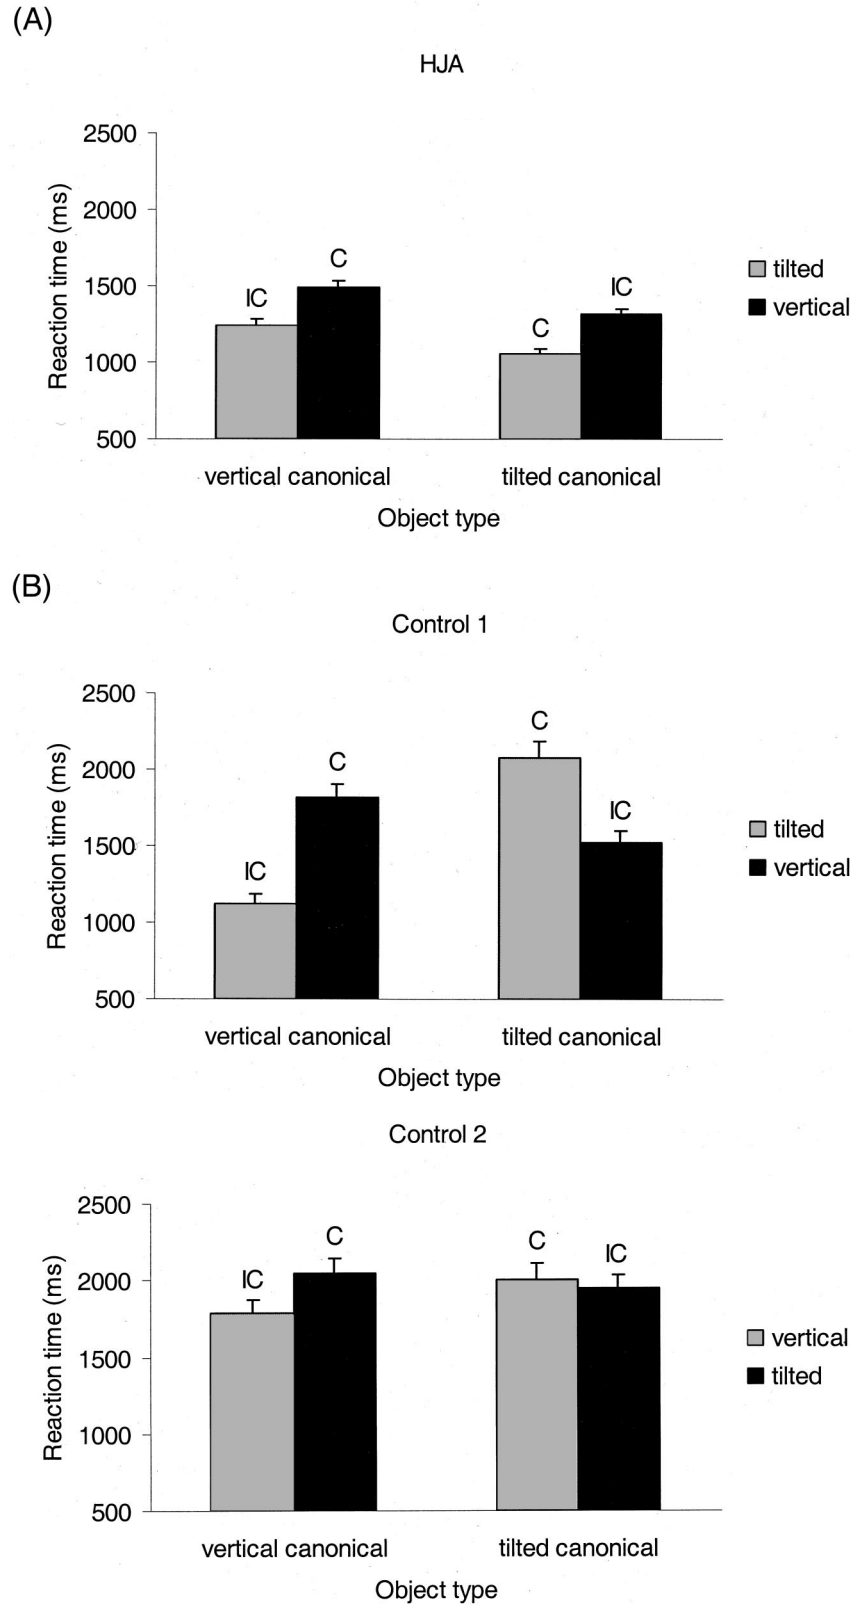 (A)
HJA
2500
2000
1500
1000
500
Reaction time (ms)
IC
C
C
IC
tilted
vertical
vertical canonical
tilted canonical
Object type
(B)
Control 1
2500
2000
1500
1000
500
Reaction time (ms)
IC
C
C
IC
tilted
vertical
vertical canonical
tilted canonical
Object type
Control 2
2500
2000
1500
1000
500
Reaction time (ms)
IC
C
C
IC
vertical
tilted
vertical canonical
tilted canonical
Object type